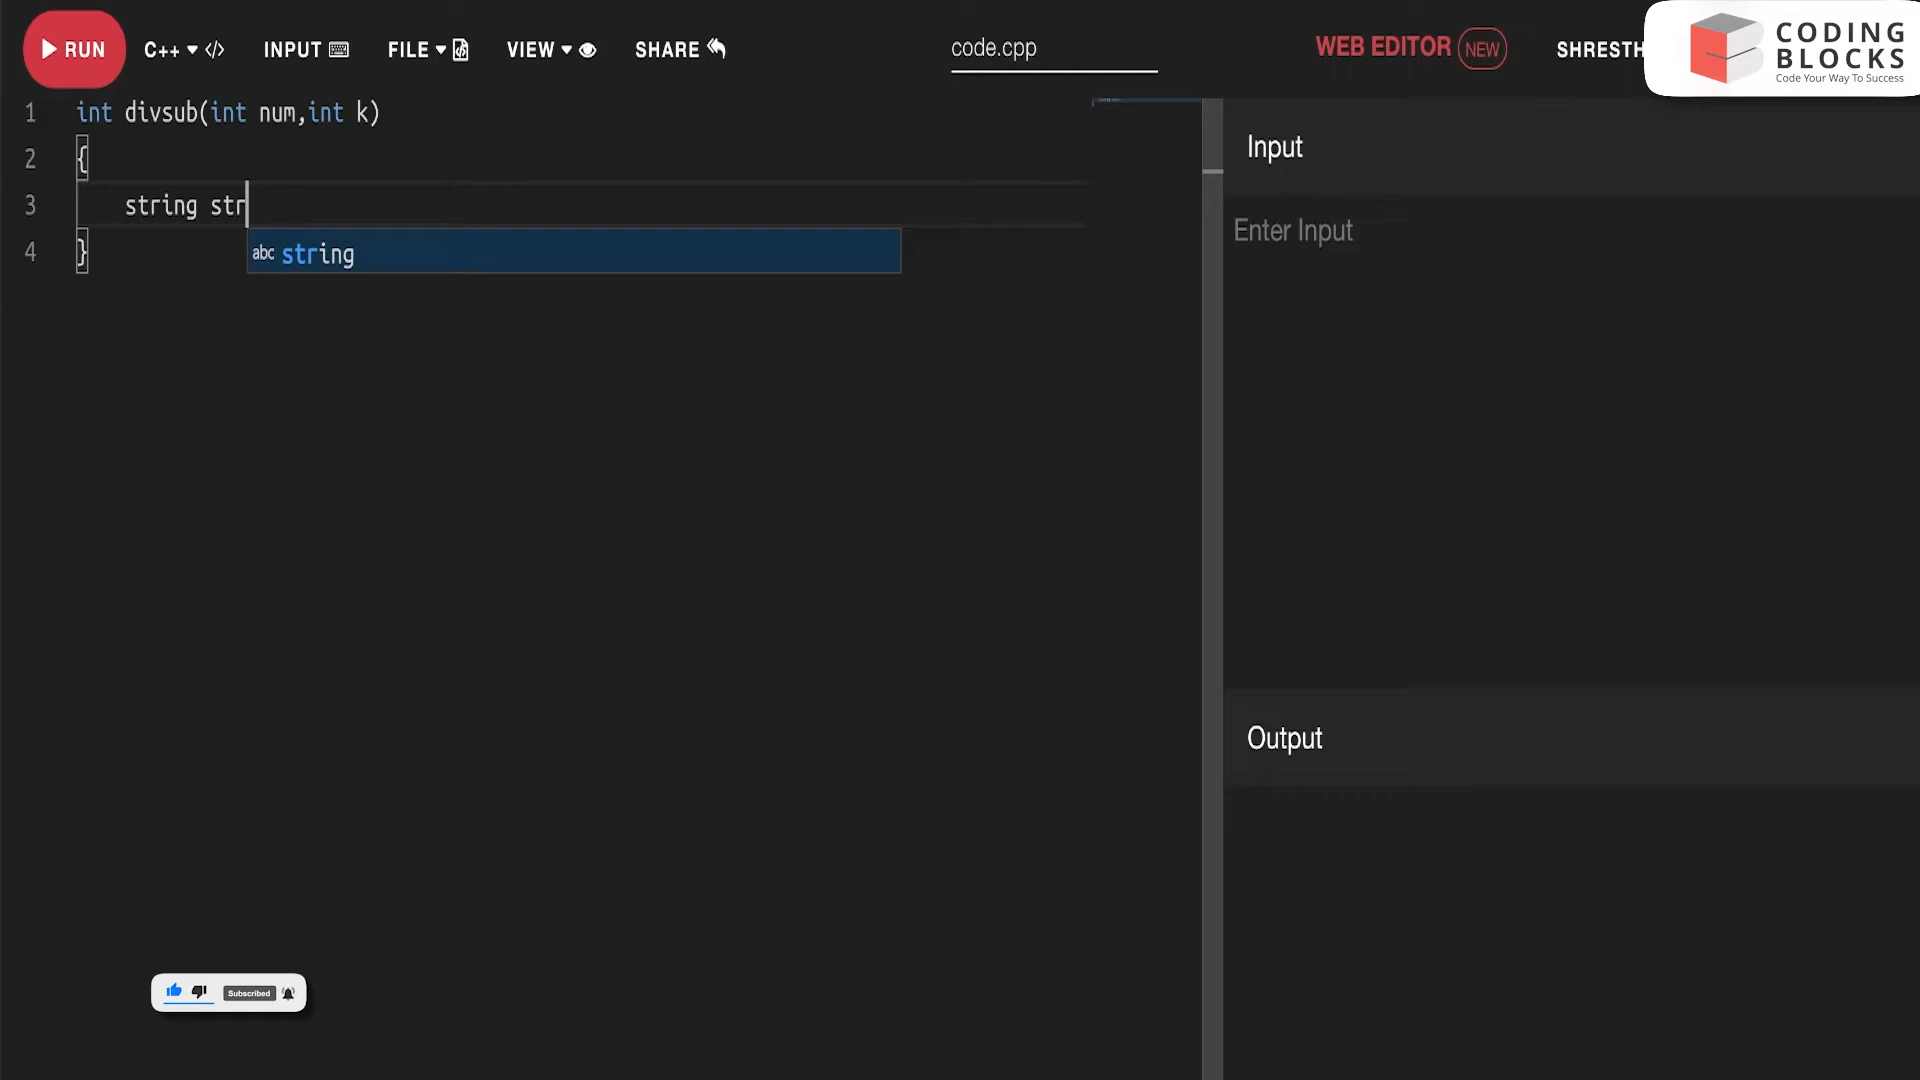 RUN C++ INPUT FILE VIEW SHARE code.cpp WEB EDITOR NEW SHRESTH
CODING BLOCKS
Code Your Way To Success
1 int divsub(int num,int k)
2 {
3 string str
abc string
4 }
Input
Enter Input
Output
Subscribed